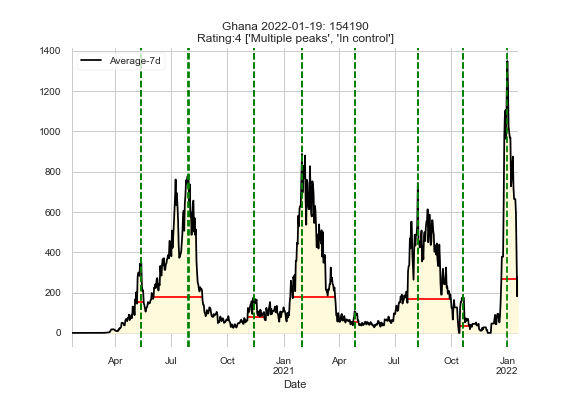 Ghana 2022-01-19: 154190
Rating:4 ['Multiple peaks', 'In control']
1400
Average-7d
1200
1000
800
600
400
200
0
Apr Jul Oct Jan Apr Jul Oct Jan
2021 2022
Date